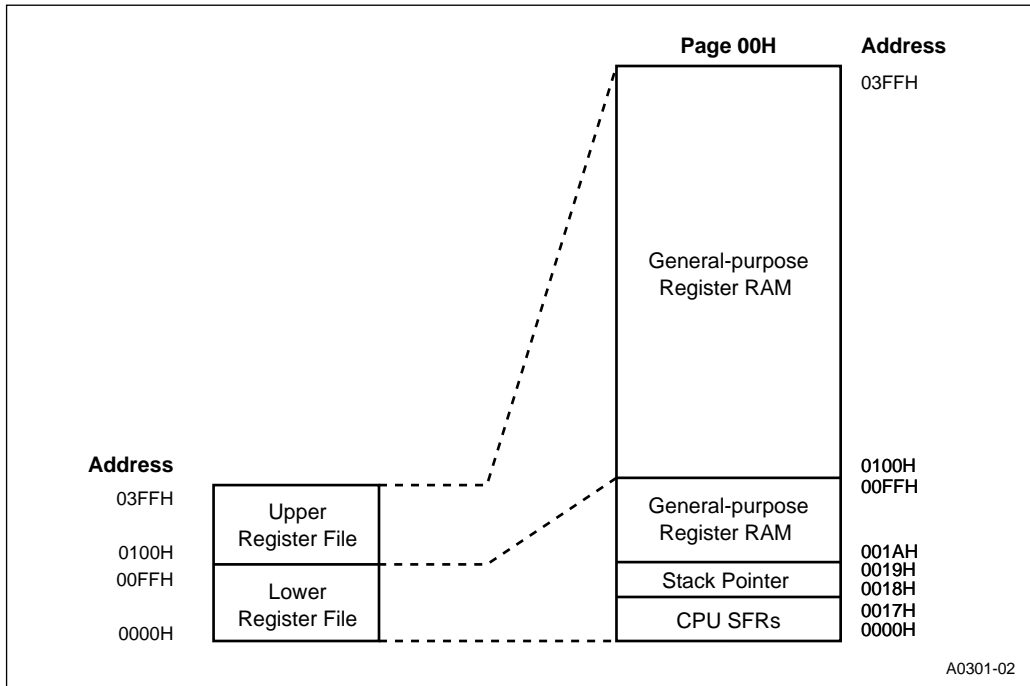 Page 00H
Address
03FFH
General-purpose
Register RAM
Address
03FFH
Upper
Register File
0100H
00FFH
Lower
Register File
0000H
0100H
00FFH
General-purpose
Register RAM
001AH
0019H
Stack Pointer
0018H
0017H
CPU SFRs
0000H
A0301-02